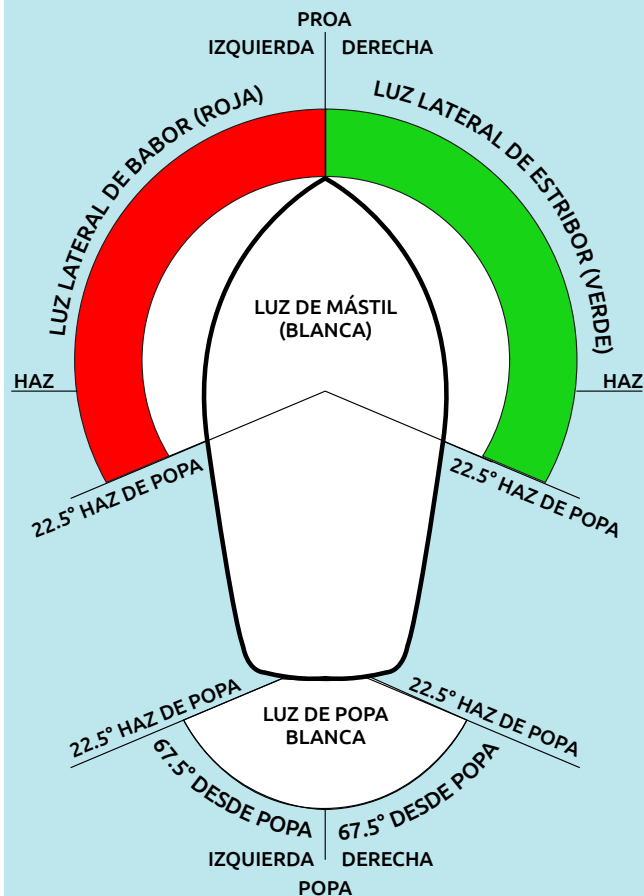 PROA
IZQUIERDA DERECHA
LUZ LATERAL DE BABOR (ROJA)
LUZ LATERAL DE ESTRIBOR (VERDE)
LUZ DE MÁSTIL
(BLANCA)
HAZ
HAZ
22.5° HAZ DE POPA
22.5° HAZ DE POPA
22.5° HAZ DE POPA
22.5° HAZ DE POPA
LUZ DE POPA
BLANCA
67.5° DESDE POPA
67.5° DESDE POPA
IZQUIERDA DERECHA
POPA